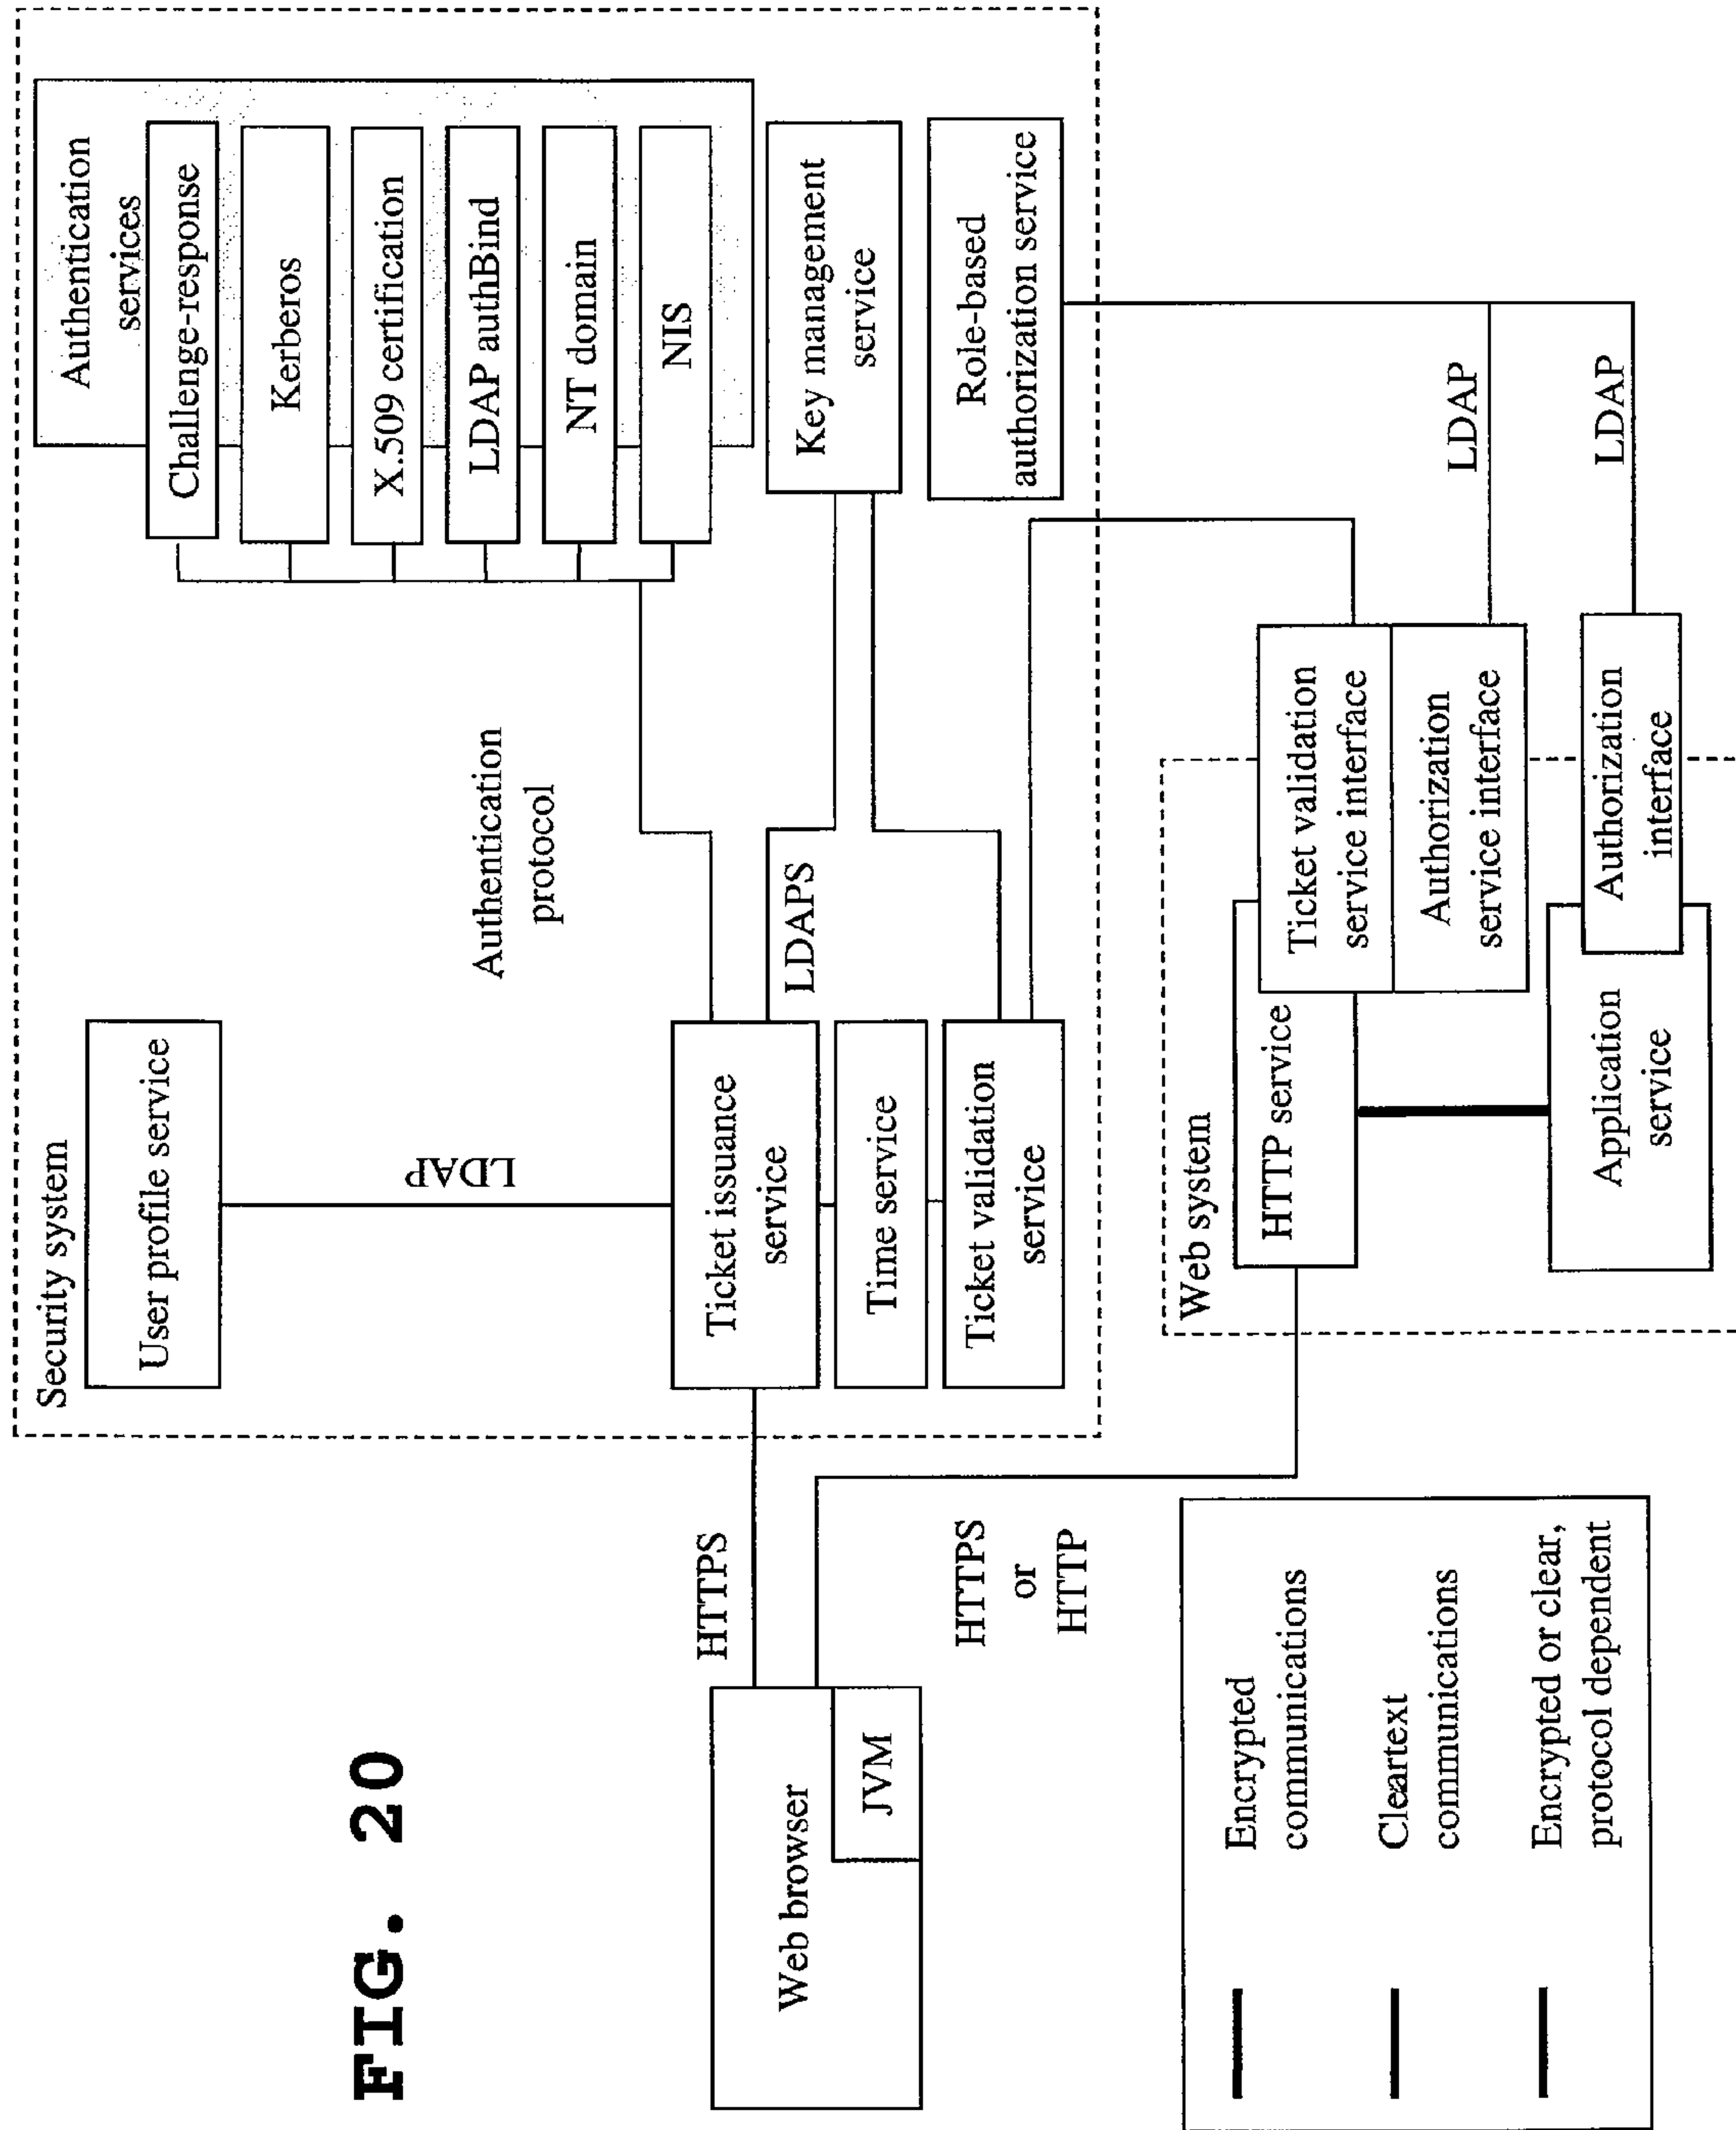 FIG. 20
Security system
User profile service
LDAP
Authentication
services
Challenge-response
Kerberos
X.509 certification
LDAP authBind
NT domain
NIS
Authentication
protocol
HTTPS
Web browser
JVM
Ticket issuance
service
LDAPS
Time service
Ticket validation
service
Key management
service
Role-based
authorization service
HTTPS
or
HTTP
Web system
HTTP service
Ticket validation
service interface
Authorization
service interface
LDAP
Application
service
Authorization
interface
LDAP
Encrypted
communications
Cleartext
communications
Encrypted or clear,
protocol dependent